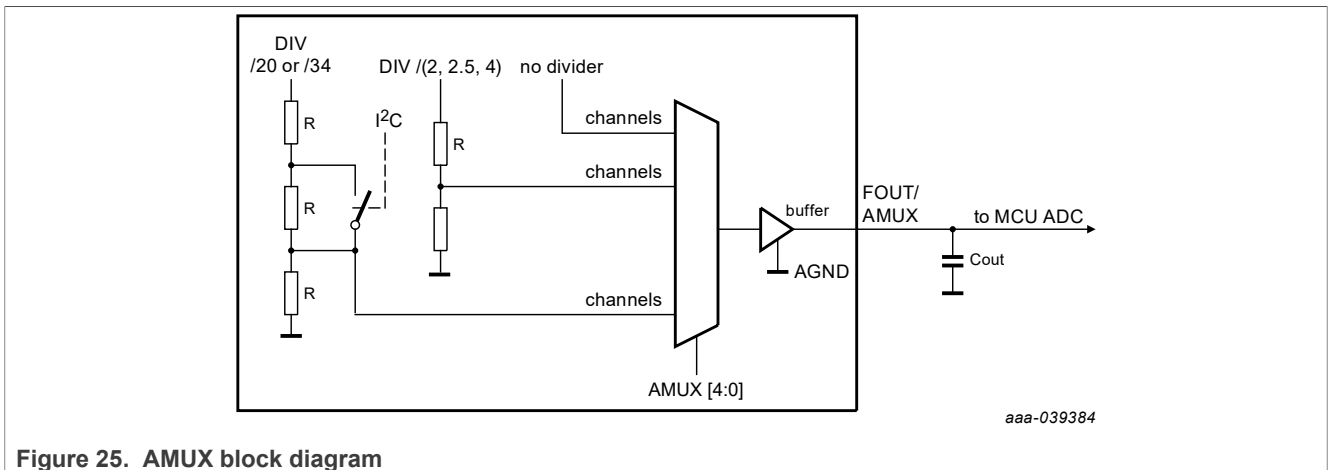 DIV
/20 or /34
DIV /(2, 2.5, 4)
no divider
channels
R
I²C
R
channels
R
FOUT/
AMUX
buffer
to MCU ADC
AGND
Cout
R
channels
AMUX [4:0]
aaa-039384
Figure 25. AMUX block diagram